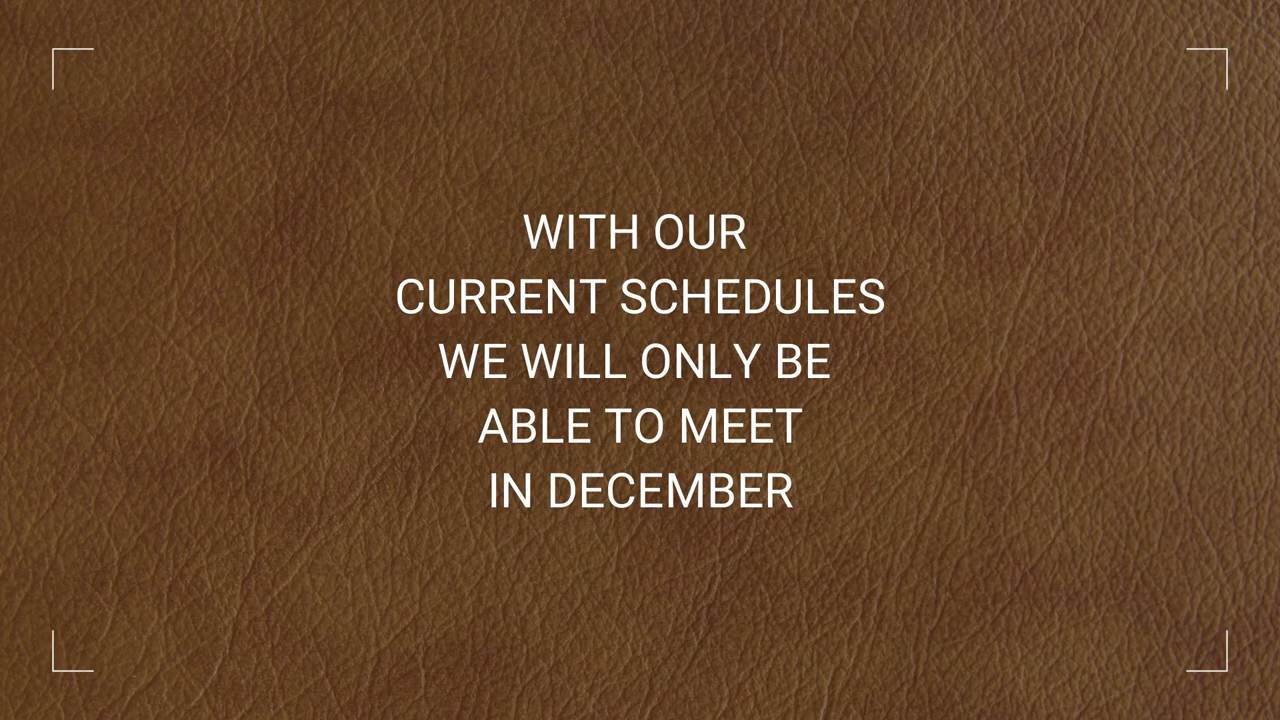 WITH OUR
CURRENT SCHEDULES
WE WILL ONLY BE
ABLE TO MEET
IN DECEMBER